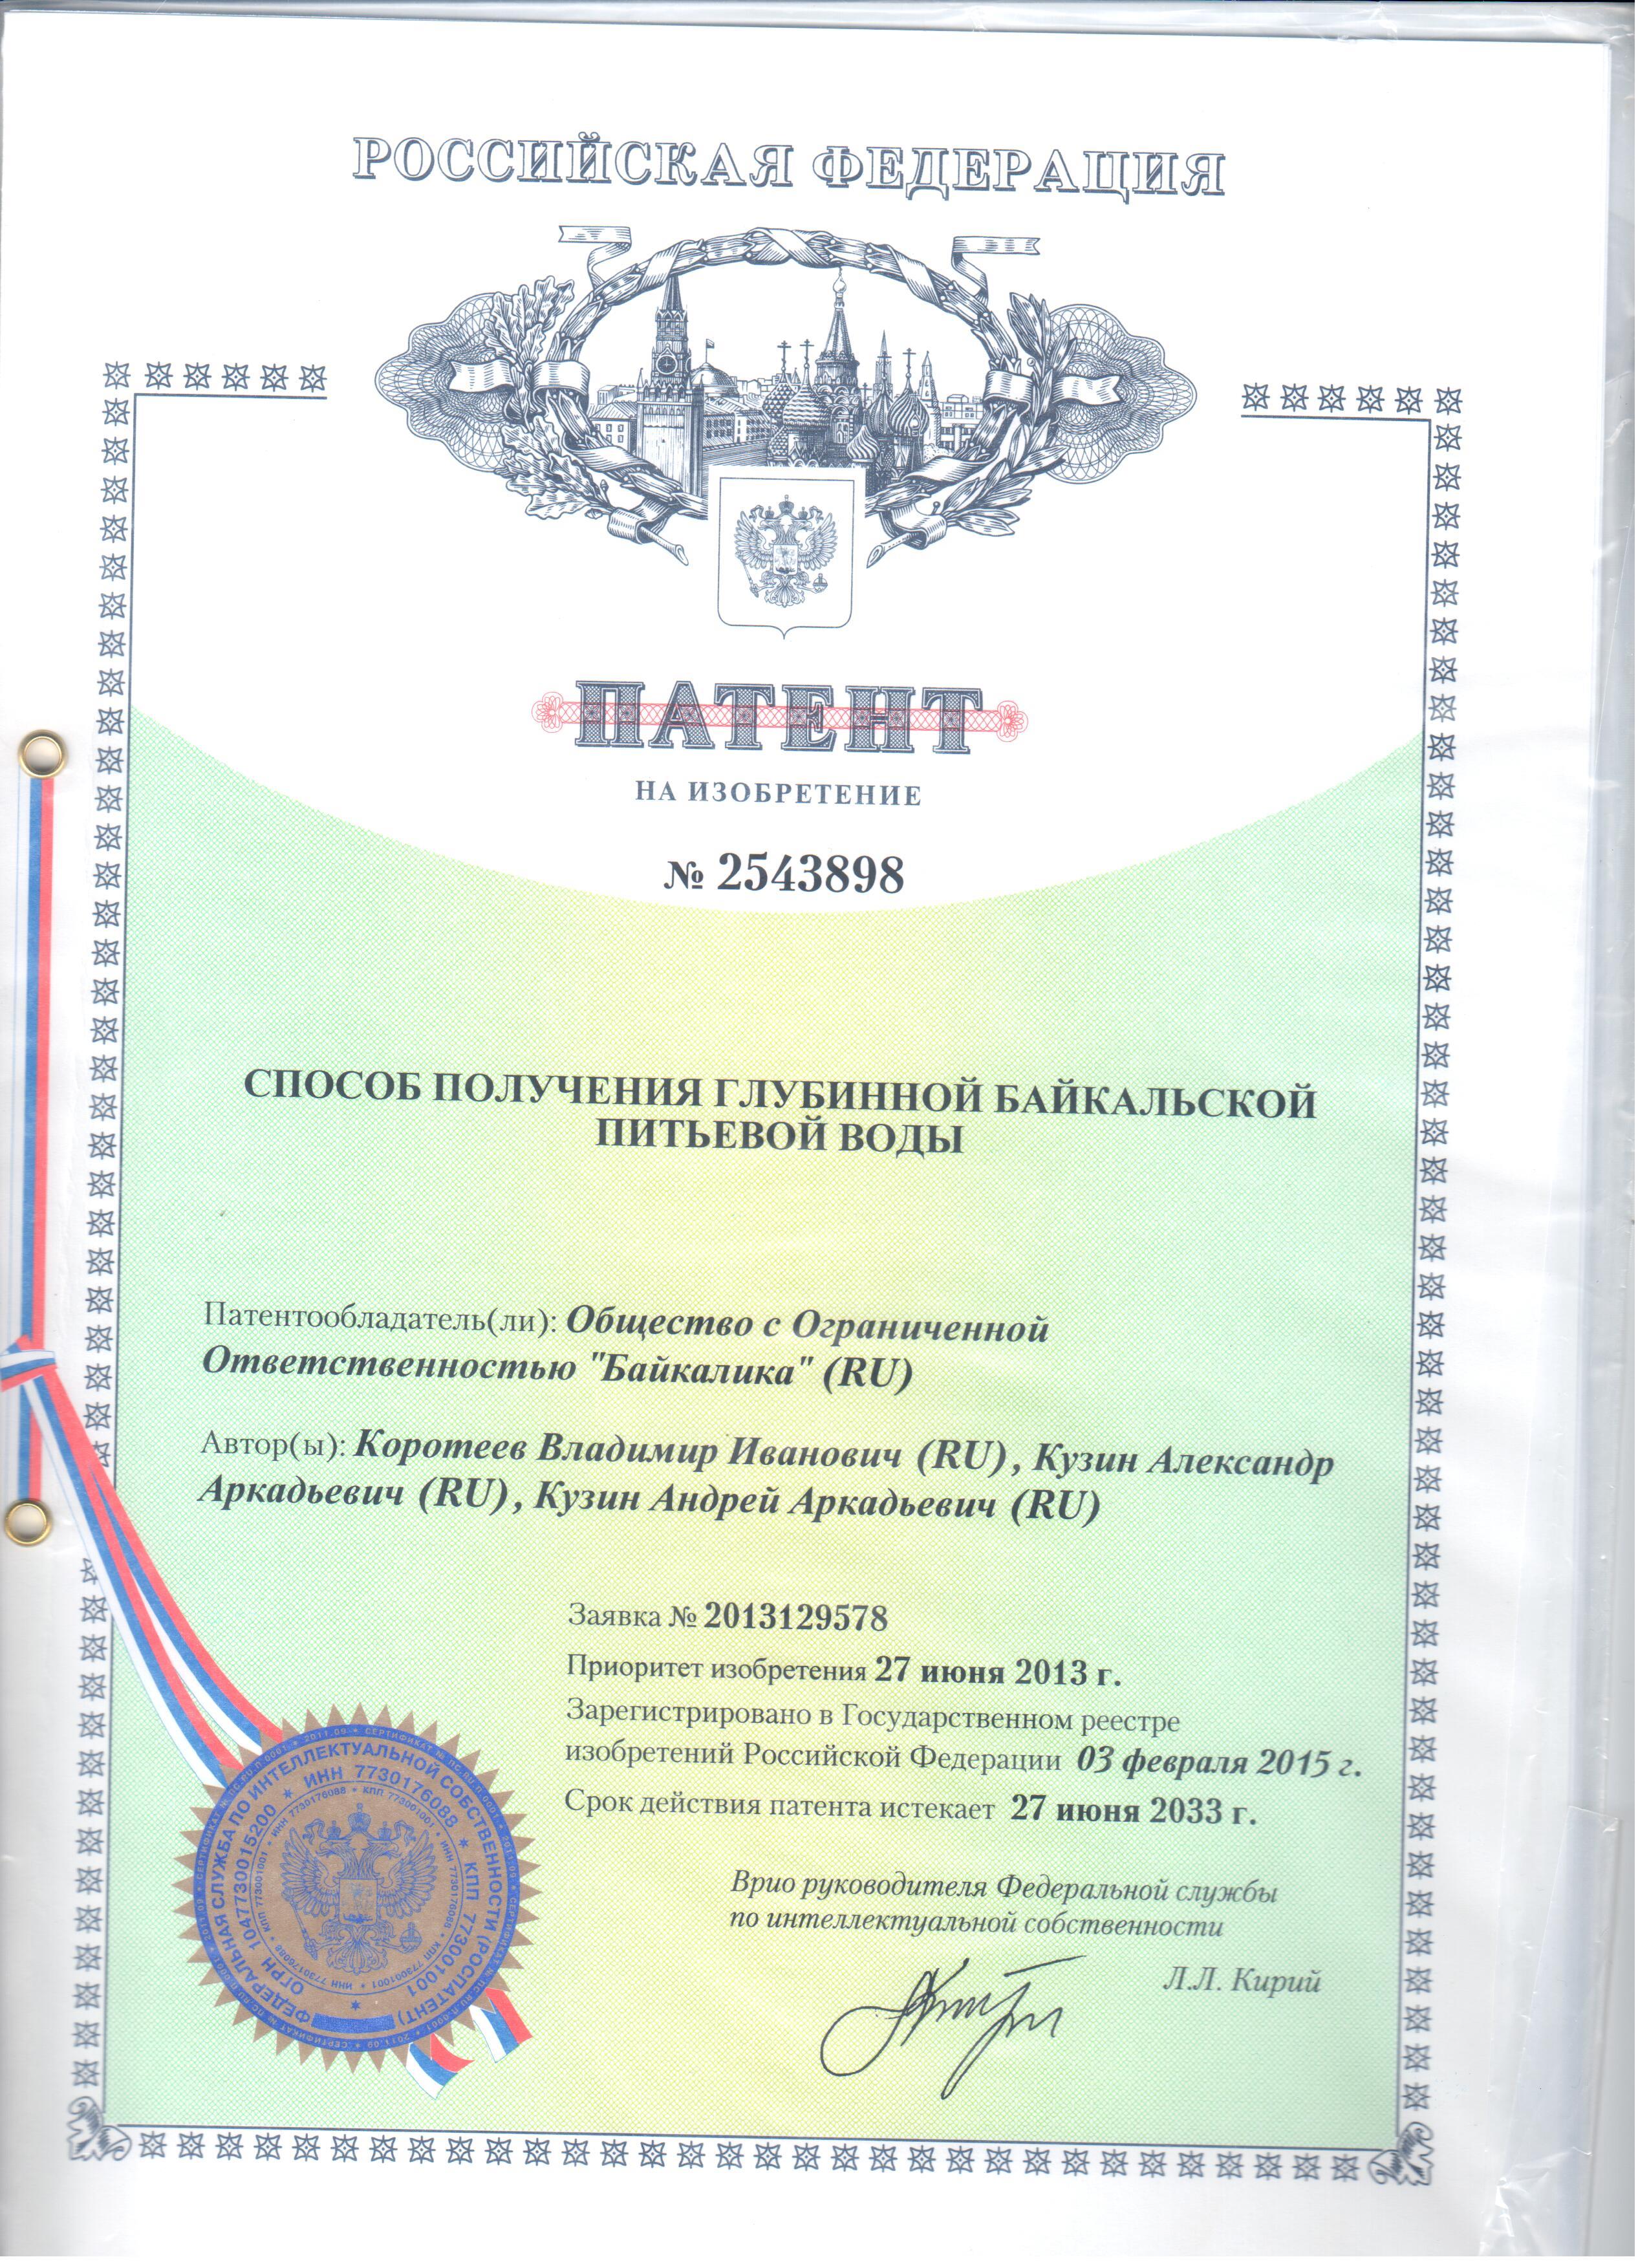 РОССИЙСКАЯ ФЕДЕРАЦИЯ
ПАТЕНТ
НА ИЗОБРЕТЕНИЕ
№ 2543898
СПОСОБ ПОЛУЧЕНИЯ ГЛУБИННОЙ БАЙКАЛЬСКОЙ
ПИТЬЕВОЙ ВОДЫ
Патентообладатель(ли): Общество с Ограниченной
Ответственностью "Байкалика" (RU)
Автор(ы): Коротеев Владимир Иванович (RU), Кузин Александр
Аркадьевич (RU), Кузин Андрей Аркадьевич (RU)
Заявка № 2013129578
Приоритет изобретения 27 июня 2013 г.
Зарегистрировано в Государственном реестре
изобретений Российской Федерации 03 февраля 2015 г.
Срок действия патента истекает 27 июня 2033 г.
Врио руководителя Федеральной службы
по интеллектуальной собственности
Л.Л. Кирий
ФЕДЕРАЛЬНАЯ СЛУЖБА ПО ИНТЕЛЛЕКТУАЛЬНОЙ СОБСТВЕННОСТИ (РОСПАТЕНТ)
ОГРН 1047730015200 * ИНН 7730176088 * КПП 773001001